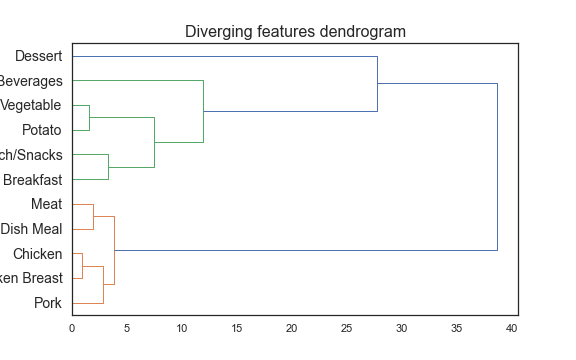 Diverging features dendrogram
Dessert
Beverages
Vegetable
Potato
ch/Snacks
Breakfast
Meat
Dish Meal
Chicken
ken Breast
Pork
0 5 10 15 20 25 30 35 40